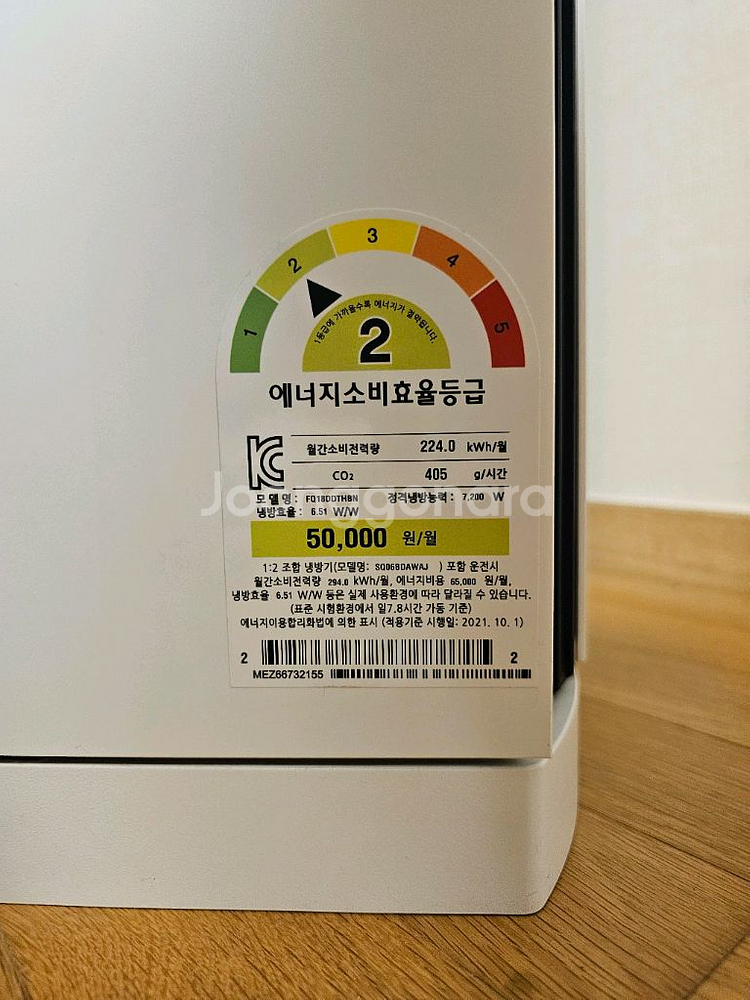 1 2 3 4 5
1등급에 가까울수록 에너지가 절약됩니다.
2
에너지소비효율등급
월간소비전력량 224.0 kWh/월
CO₂ 405 g/시간
모델명 : FQ18DDTHBN 정격냉방능력 : 7,200 W
냉방효율 : 6.51 W/W
Joonggonara
50,000 원/월
1:2 조합 냉방기(모델명: SQ06BDAWAJ ) 포함 운전시
월간소비전력량 294.0 kWh/월, 에너지비용 65,000 원/월,
냉방효율 6.51 W/W 등은 실제 사용환경에 따라 달라질 수 있습니다.
(표준 시험환경에서 일7.8시간 가동 기준)
에너지이용합리화법에 의한 표시 (적용기준 시행일: 2021. 10. 1)
2 2
MEZ66732155